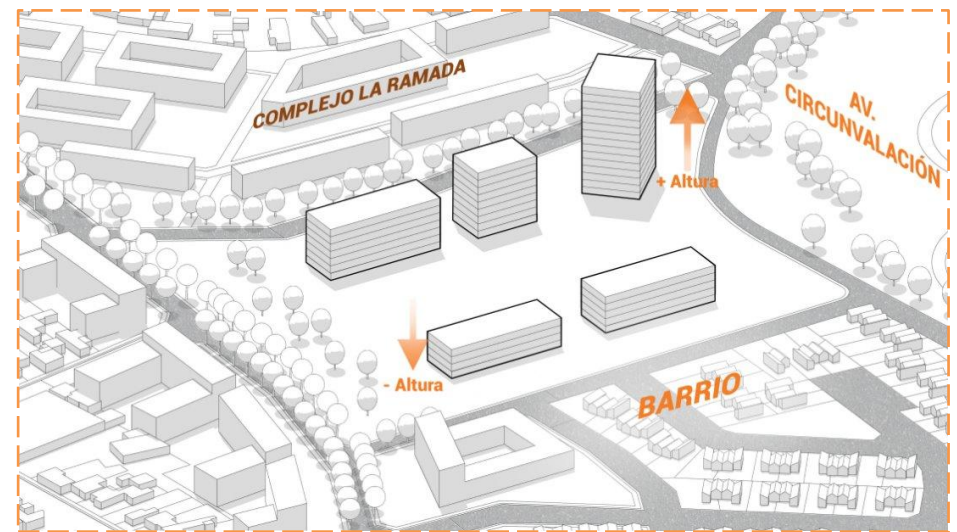 COMPLEJO LA RAMADA
AV.
CIRCUNVALACIÓN
+ Altura
- Altura
BARRIO